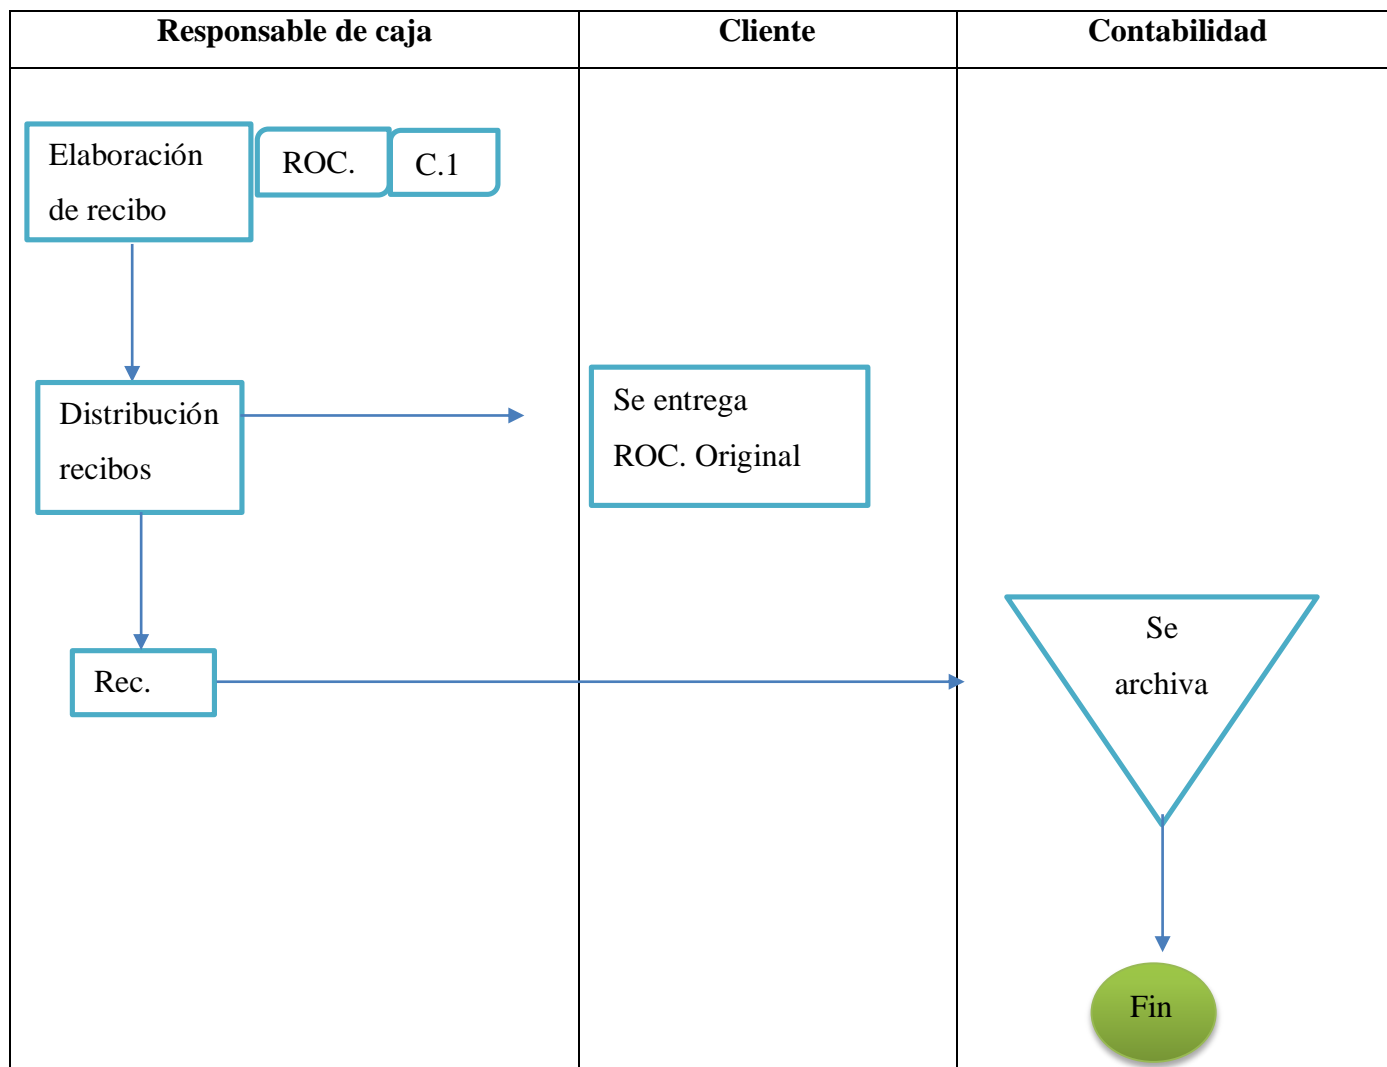 Responsable de caja
Cliente
Contabilidad
Elaboración
de recibo
ROC.
C.1
Distribución
recibos
Se entrega
ROC. Original
Rec.
Se
archiva
Fin